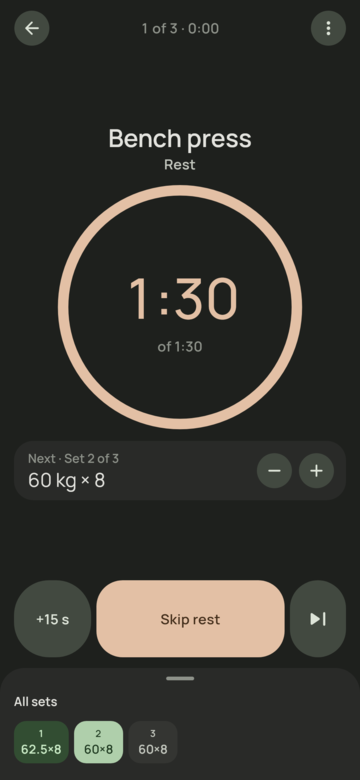 1 of 3 · 0:00
Bench press
Rest
1:30
of 1:30
Next · Set 2 of 3
60 kg × 8
+15 s
Skip rest
All sets
1
62.5×8
2
60×8
3
60×8